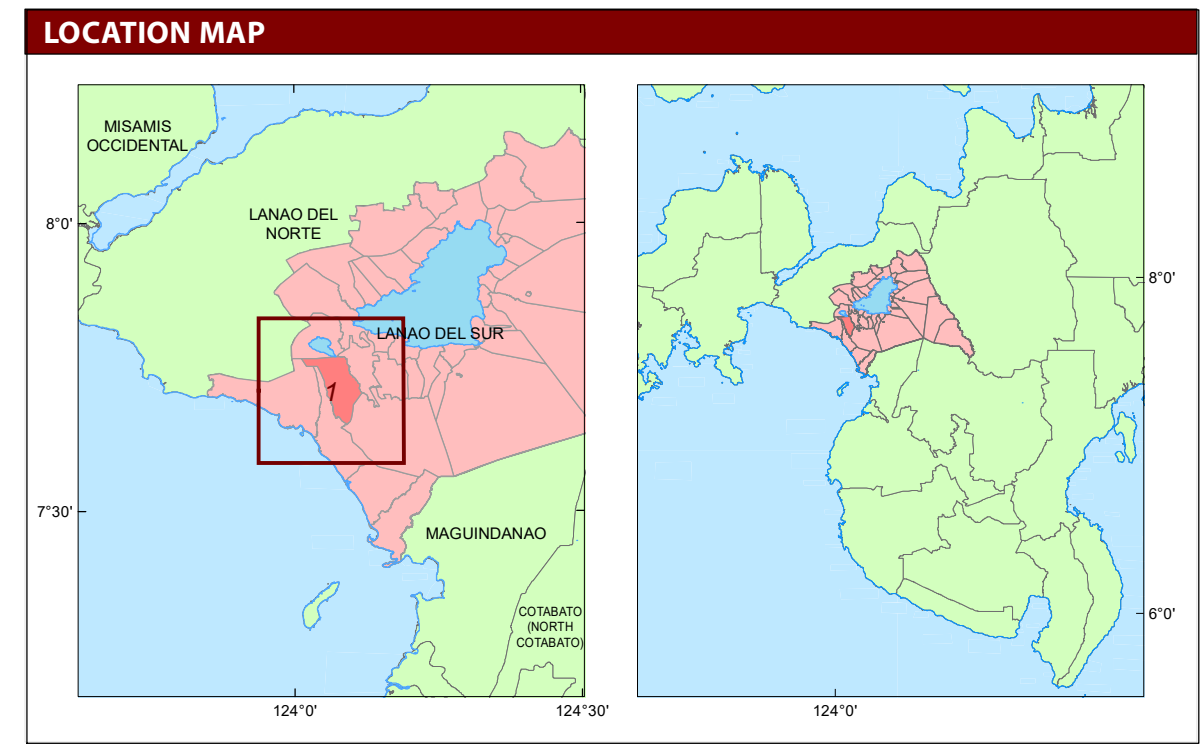 LOCATION MAP
MISAMIS
OCCIDENTAL
LANAO DEL
NORTE
8°0'
LANAO DEL SUR
1
7°30'
MAGUINDANAO
COTABATO
(NORTH
COTABATO)
124°0'
124°30'
8°0'
6°0'
124°0'